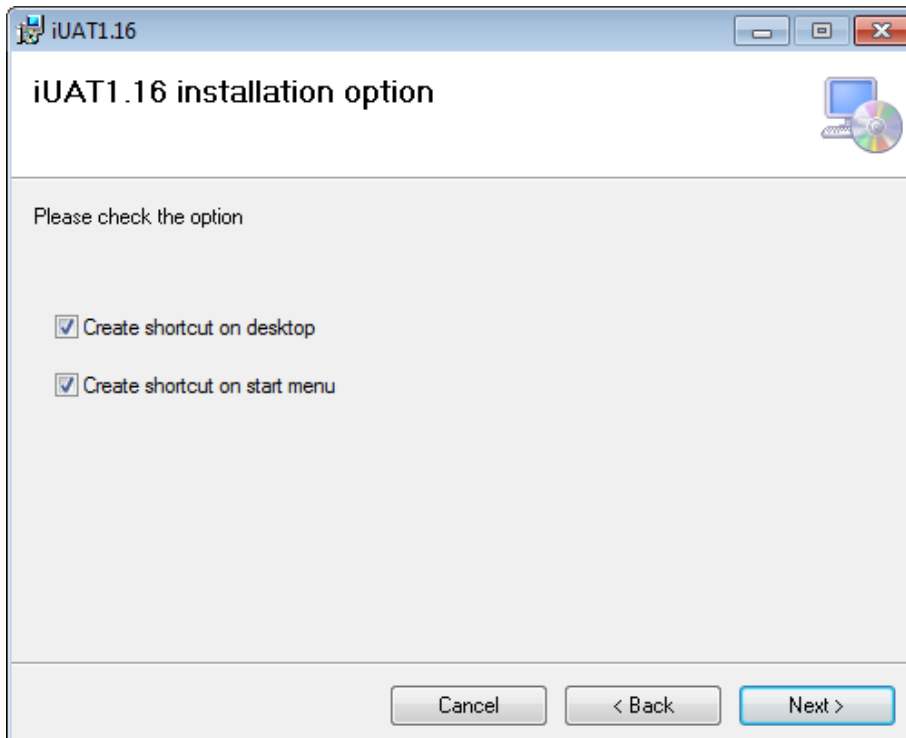 iUAT1.16
iUAT1.16 installation option
Please check the option
Create shortcut on desktop
Create shortcut on start menu
Cancel
< Back
Next >